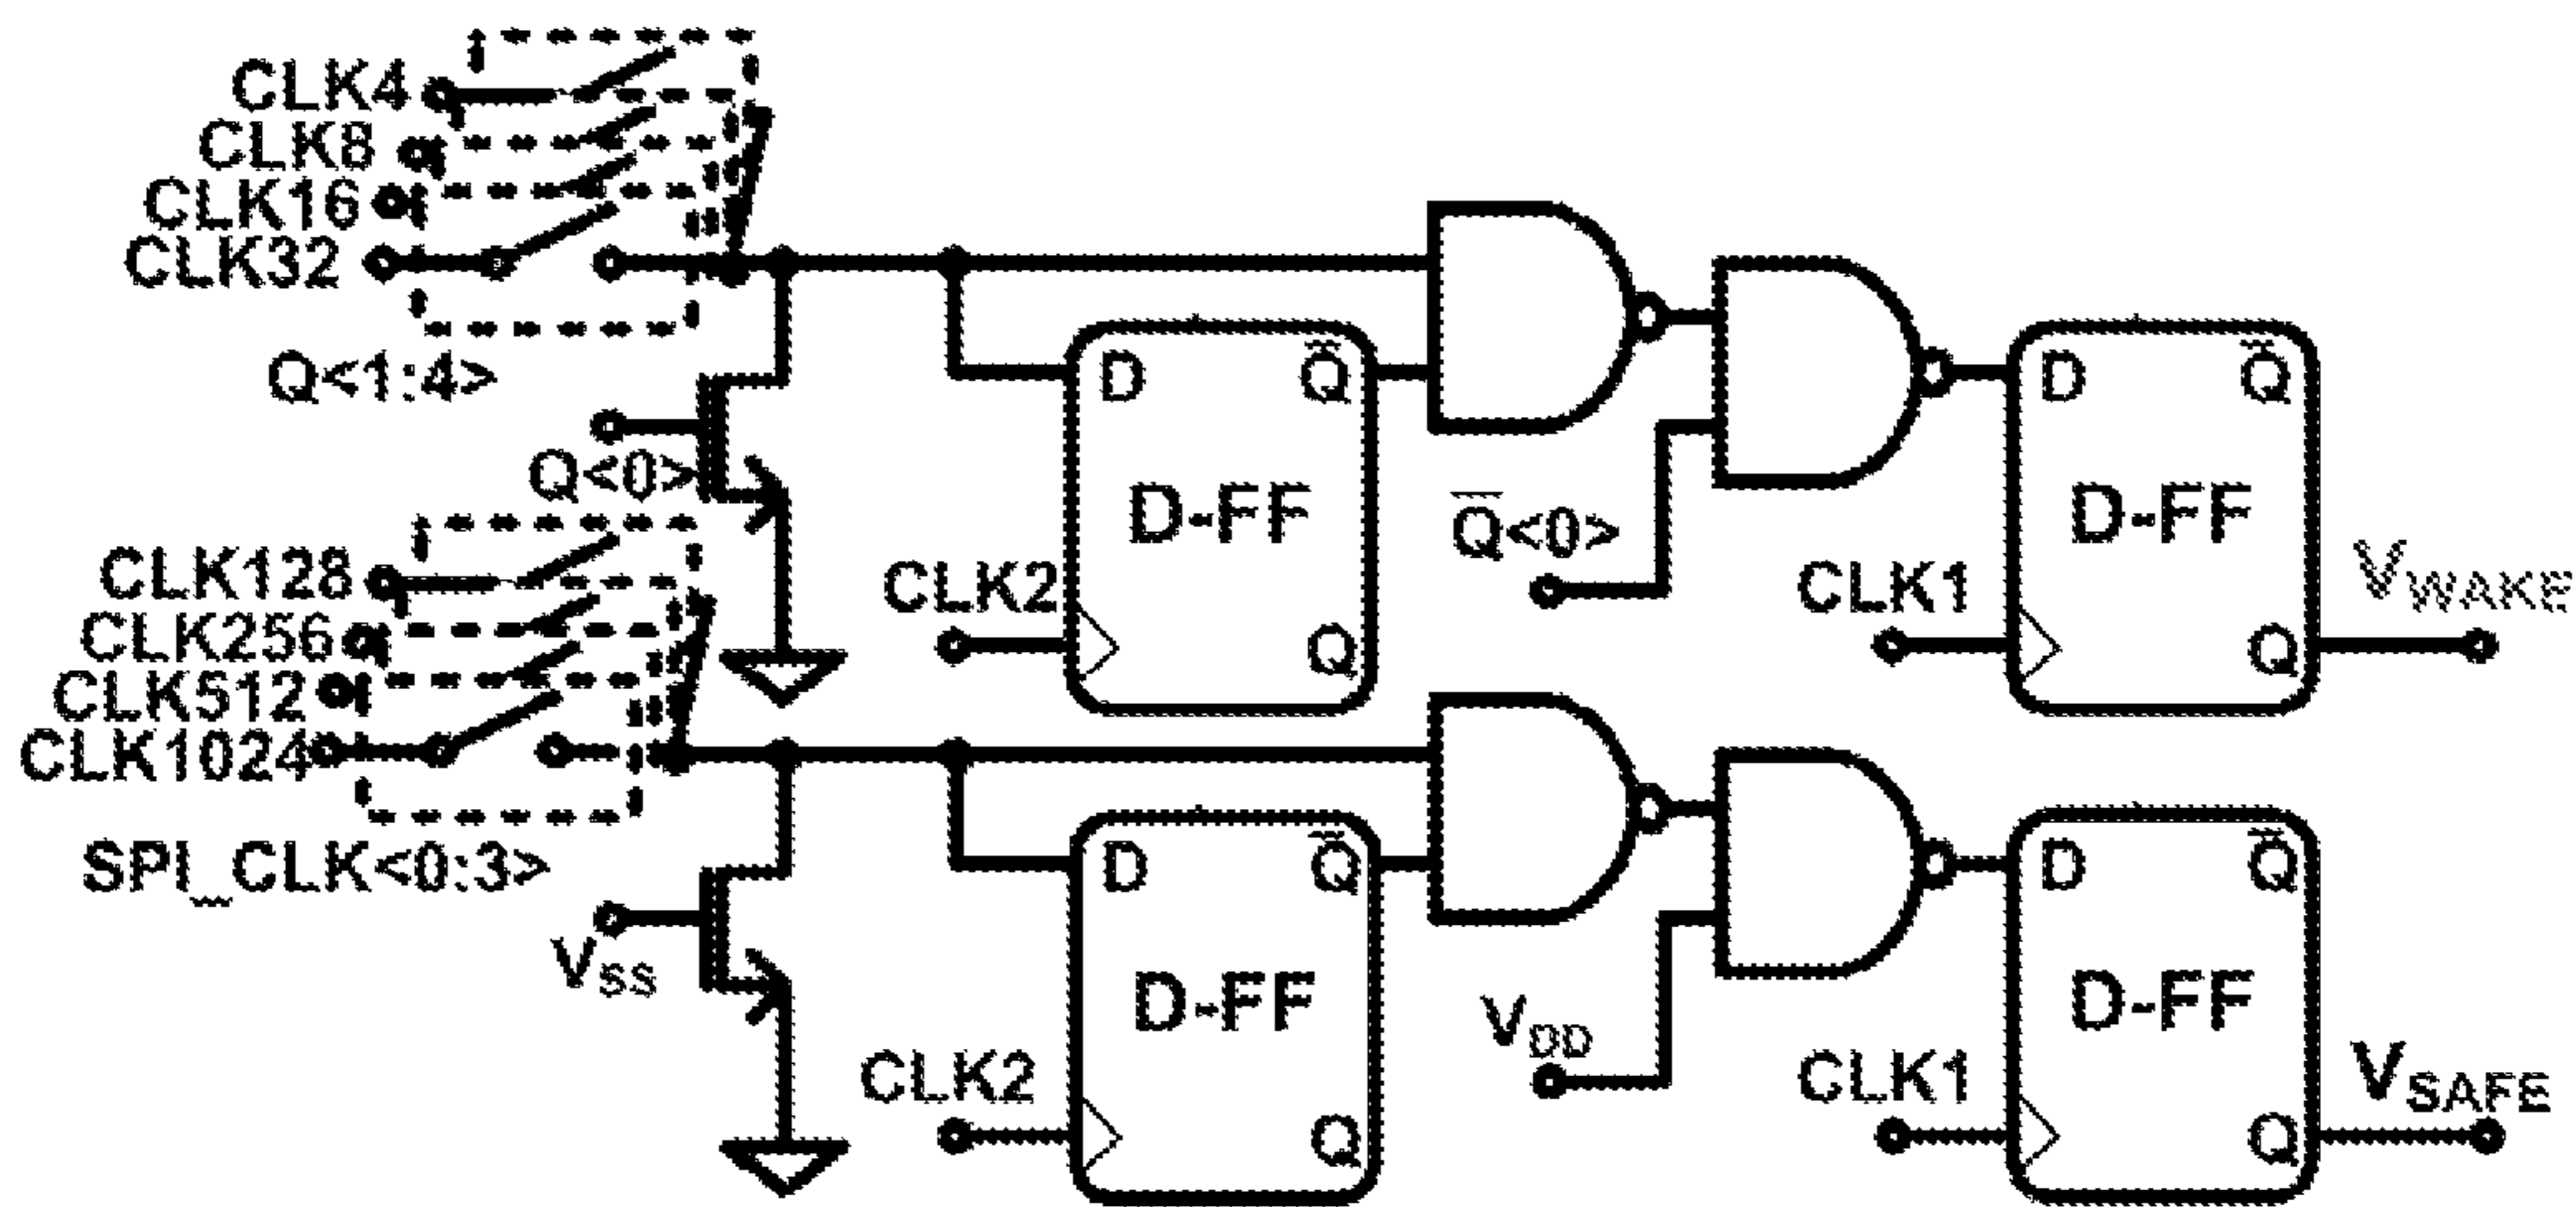 CLK4
CLK8
CLK16
CLK32
Q<1:4>
Q<0>
D
Q̅
D-FF
CLK2
Q
Q̅<0>
D
Q̅
D-FF
CLK1
Q
VWAKE
CLK128
CLK256
CLK512
CLK1024
SPI_CLK<0:3>
VSS
D
Q̅
D-FF
CLK2
Q
VDD
D
Q̅
D-FF
CLK1
Q
VSAFE